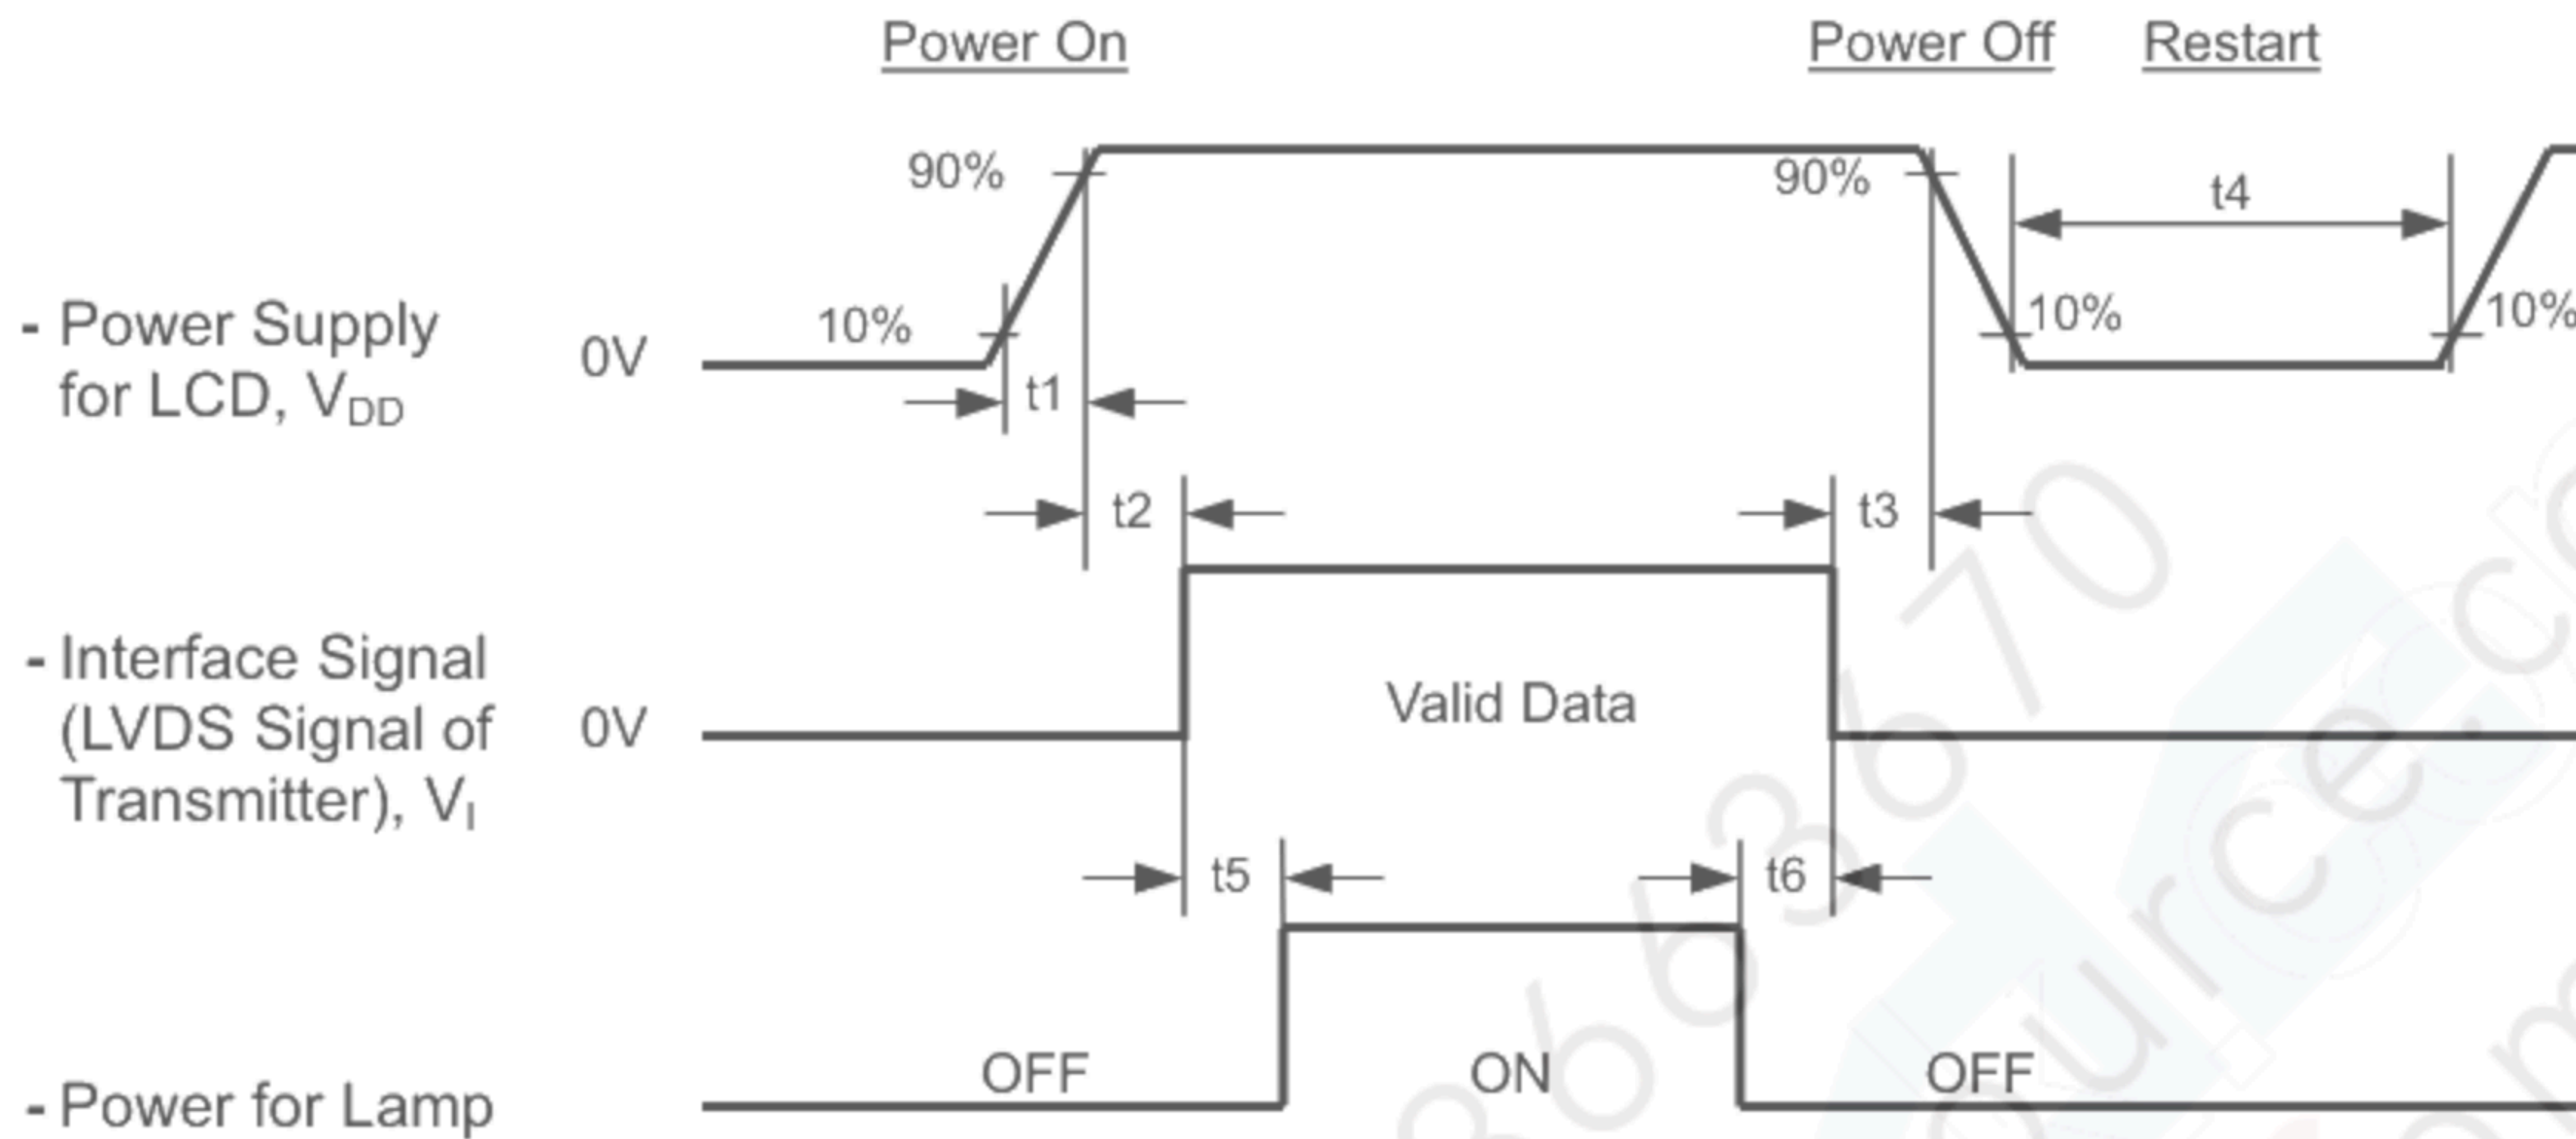 Power On
Power Off
Restart
90%
90%
t4
10%
10%
10%
- Power Supply
for LCD, VDD
0V
t1
t2
t3
- Interface Signal
(LVDS Signal of
Transmitter), VI
0V
Valid Data
t5
t6
OFF
ON
OFF
- Power for Lamp